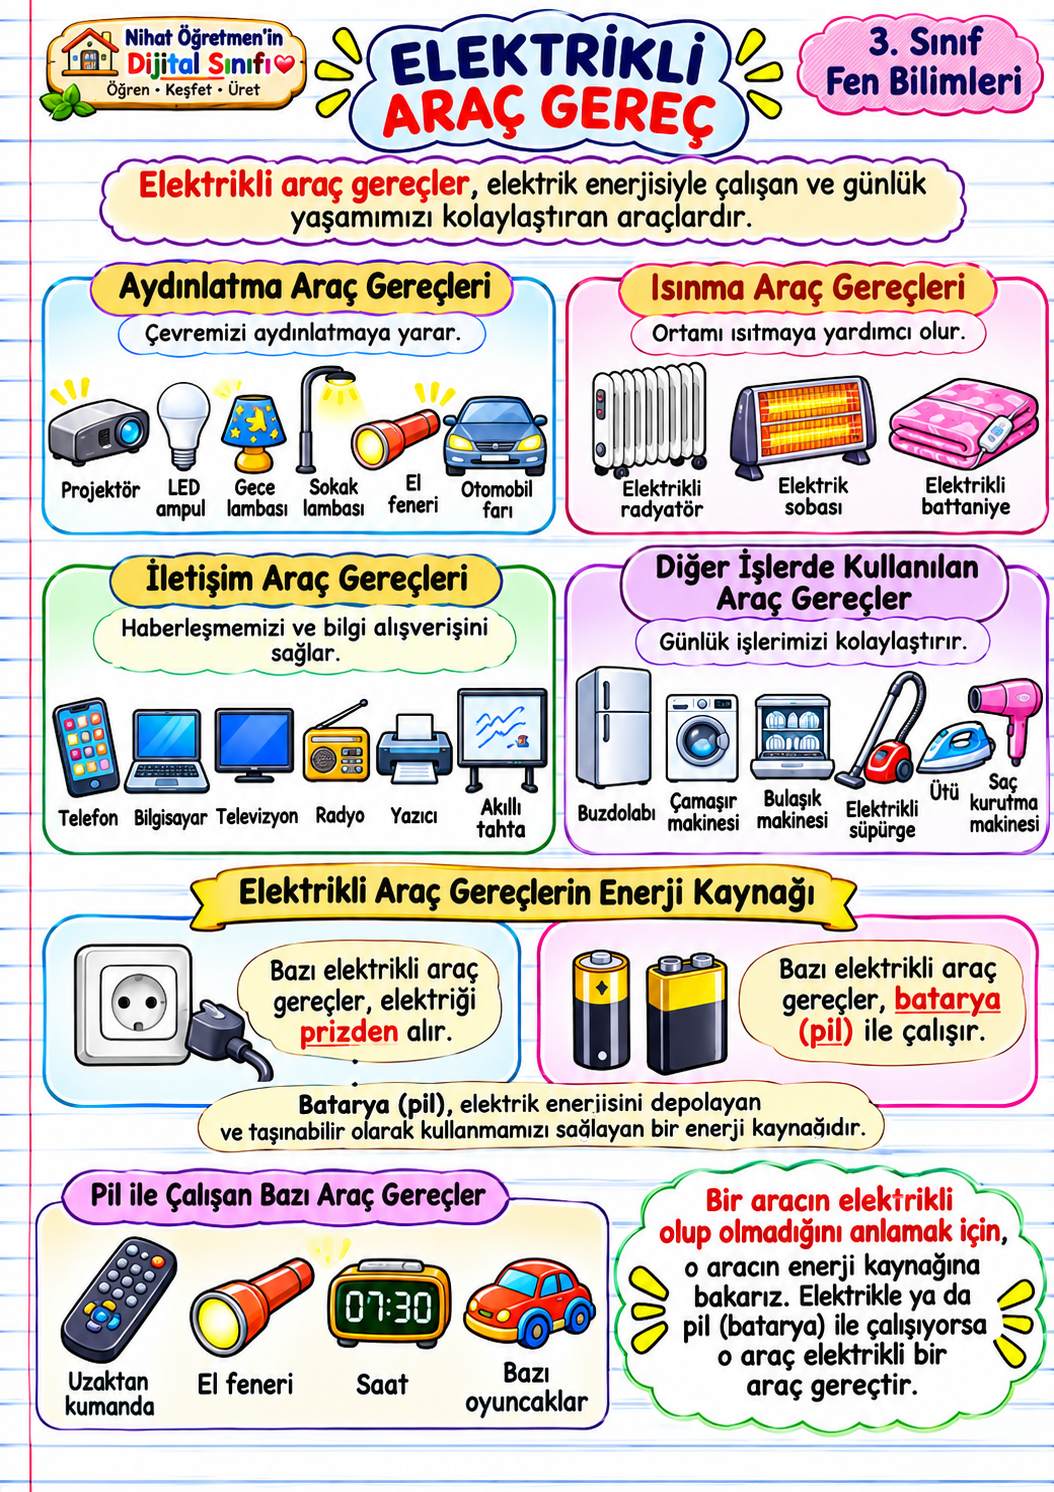 Nihat Öğretmen'in
Dijital Sınıfı
Öğren • Keşfet • Üret
ELEKTRİKLİ
ARAÇ GEREÇ
3. Sınıf
Fen Bilimleri
Elektrikli araç gereçler, elektrik enerjisiyle çalışan ve günlük
yaşamımızı kolaylaştıran araçlardır.
Aydınlatma Araç Gereçleri
Çevremizi aydınlatmaya yarar.
Projektör
LED
ampul
Gece
lambası
Sokak
lambası
El
feneri
Otomobil
farı
Isınma Araç Gereçleri
Ortamı ısıtmaya yardımcı olur.
Elektrikli
radyatör
Elektrik
sobası
Elektrikli
battaniye
İletişim Araç Gereçleri
Haberleşmemizi ve bilgi alışverişini
sağlar.
Telefon
Bilgisayar
Televizyon
Radyo
Yazıcı
Akıllı
tahta
Diğer İşlerde Kullanılan
Araç Gereçler
Günlük işlerimizi kolaylaştırır.
Buzdolabı
Çamaşır
makinesi
Bulaşık
makinesi
Elektrikli
süpürge
Ütü
Saç
kurutma
makinesi
Elektrikli Araç Gereçlerin Enerji Kaynağı
Bazı elektrikli araç
gereçler, elektriği
prizden alır.
Bazı elektrikli araç
gereçler, batarya
(pil) ile çalışır.
Batarya (pil), elektrik enerjisini depolayan
ve taşınabilir olarak kullanmamızı sağlayan bir enerji kaynağıdır.
Pil ile Çalışan Bazı Araç Gereçler
07:30
Uzaktan
kumanda
El feneri
Saat
Bazı
oyuncaklar
Bir aracın elektrikli
olup olmadığını anlamak için,
o aracın enerji kaynağına
bakarız. Elektrikle ya da
pil (batarya) ile çalışıyorsa
o araç elektrikli bir
araç gereçtir.